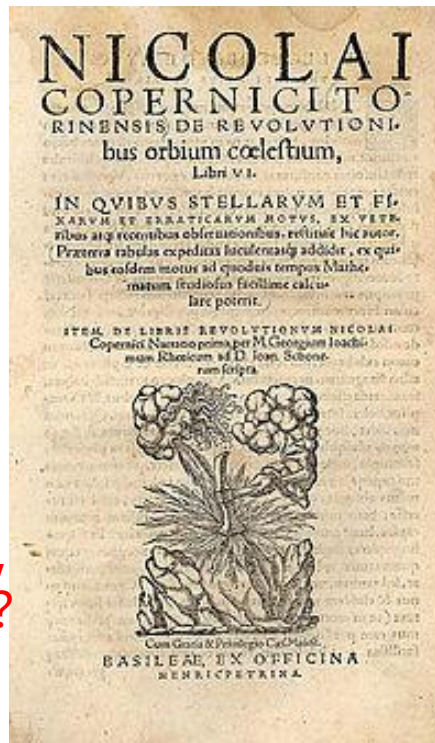 NICOLAI
COPERNICI TO-
RINENSIS DE REVOLVTIONI-
bus orbium cœlestium,
Libri VI.
IN QVIBVS STELLARVM ET FI-
XARVM ET ERRATICARVM MOTVS, EX VETE-
ribus atq; recentibus obseruationibus, restituit hic autor.
Præterea tabulas expeditas luculentasq; addidit, ex qui-
bus eosdem motus ad quoduis tempus Mathe-
matum studiosus facillime calcu-
lare poterit.
ITEM, DE LIBRIS REVOLVTIONVM NICOLAI
Copernici Narratio prima, per M. Georgium Ioachi-
mum Rheticum ad D. Ioan. Schone-
rum scripta.
?
Cum Gratia & Priuilegio Cæs. Maiest.
BASILEAE, EX OFFICINA
HENRICPETRINA.